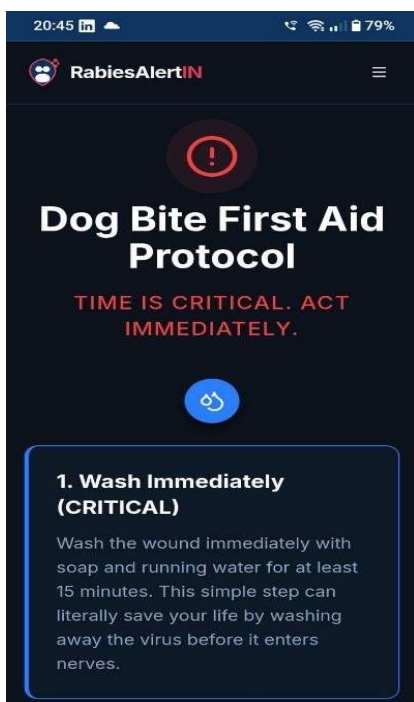 20:45 in 79%
RabiesAlertIN
Dog Bite First Aid
Protocol
TIME IS CRITICAL. ACT
IMMEDIATELY.
1. Wash Immediately
(CRITICAL)
Wash the wound immediately with
soap and running water for at least
15 minutes. This simple step can
literally save your life by washing
away the virus before it enters
nerves.